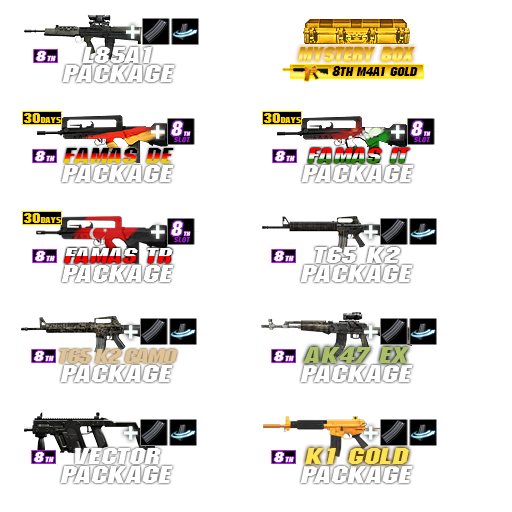 8TH
L85A1
PACKAGE
MYSTERY BOX
8TH M4A1 GOLD
30DAYS
8TH SLOT
8TH
FAMAS DE
PACKAGE
30DAYS
8TH SLOT
8TH
FAMAS IT
PACKAGE
30DAYS
8TH SLOT
8TH
FAMAS TR
PACKAGE
8TH
T65 K2
PACKAGE
8TH
T65 K2 CAMO
PACKAGE
8TH
AK47 EX
PACKAGE
8TH
VECTOR
PACKAGE
8TH
K1 GOLD
PACKAGE